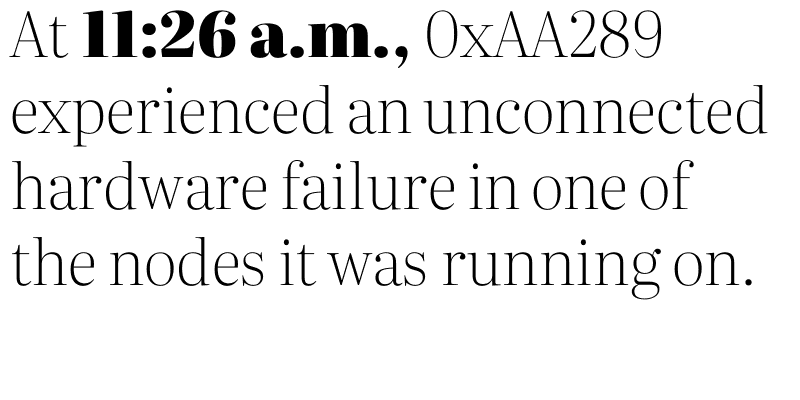 At 11:26 a.m., 0xAA289
experienced an unconnected
hardware failure in one of
the nodes it was running on.